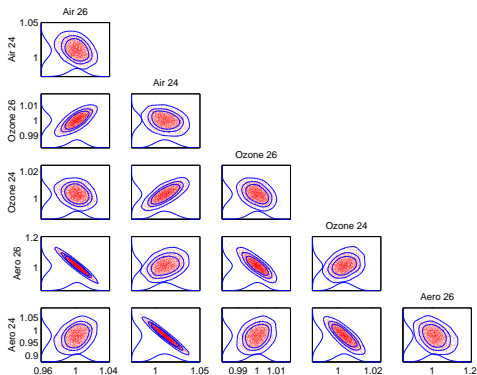 Air 26
1.05
Air 24
1
Air 24
Ozone 26
1.01
1
0.99
Ozone 26
Ozone 24
1.02
1
Ozone 24
Aero 26
1.2
1
Aero 26
Aero 24
1.05
1
0.95
0.9
0.96 1 1.04 1 1.05 0.99 1 1.01 1 1.02 1 1.2